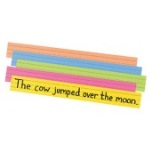 The cow jumped over the moon.